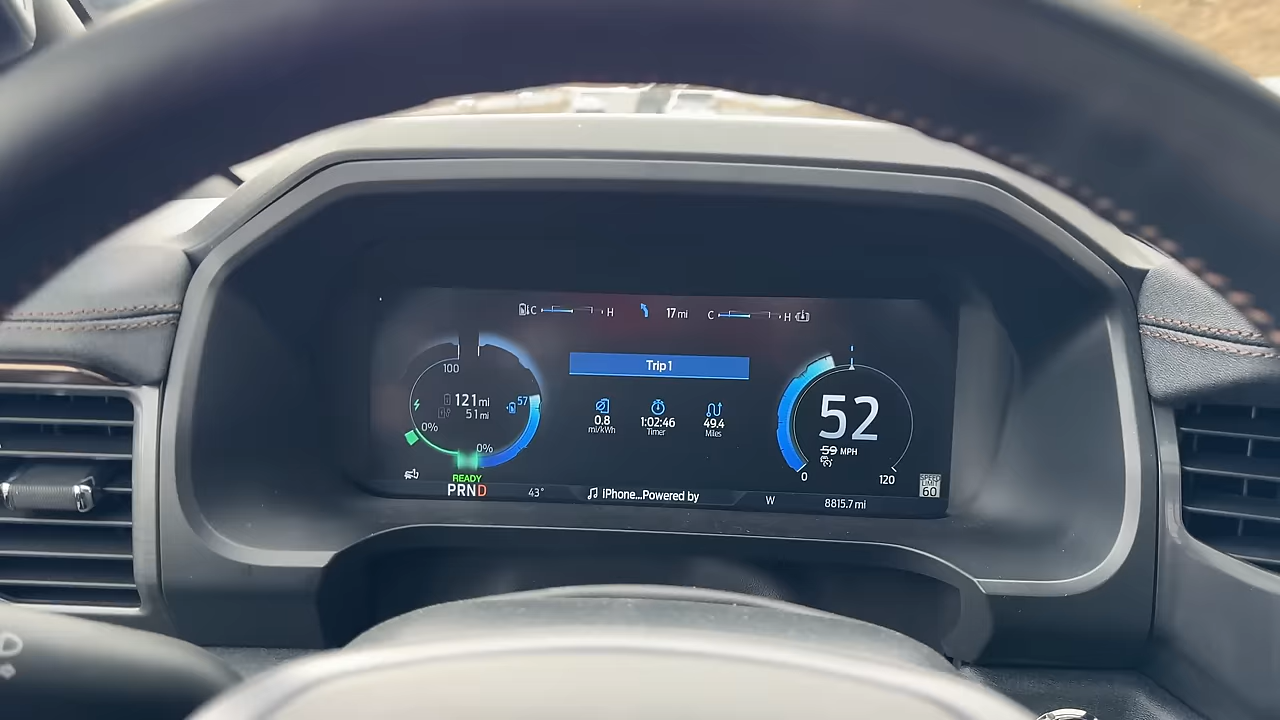 C H 17 mi C H
Trip 1
100
121 mi
51 mi
57
0%
0%
0.8 1:02:46 49.4
mi/kWh Timer Miles
52
59 MPH
0 120
READY
PRND
43° iPhone...Powered by W 8815.7 mi
SPEED
LIMIT
60